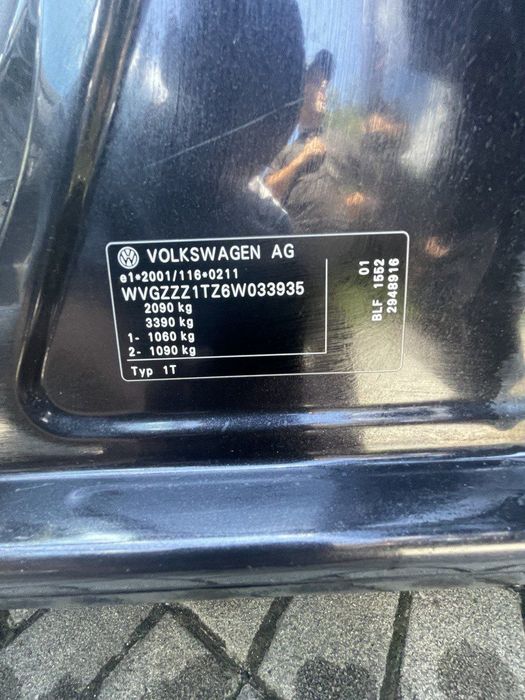 VOLKSWAGEN AG
e1*2001/116*0211
WVGZZZ1TZ6W033935
2090 kg
3390 kg
1- 1060 kg
2- 1090 kg
Typ 1T
01
BLF 1552
2948916